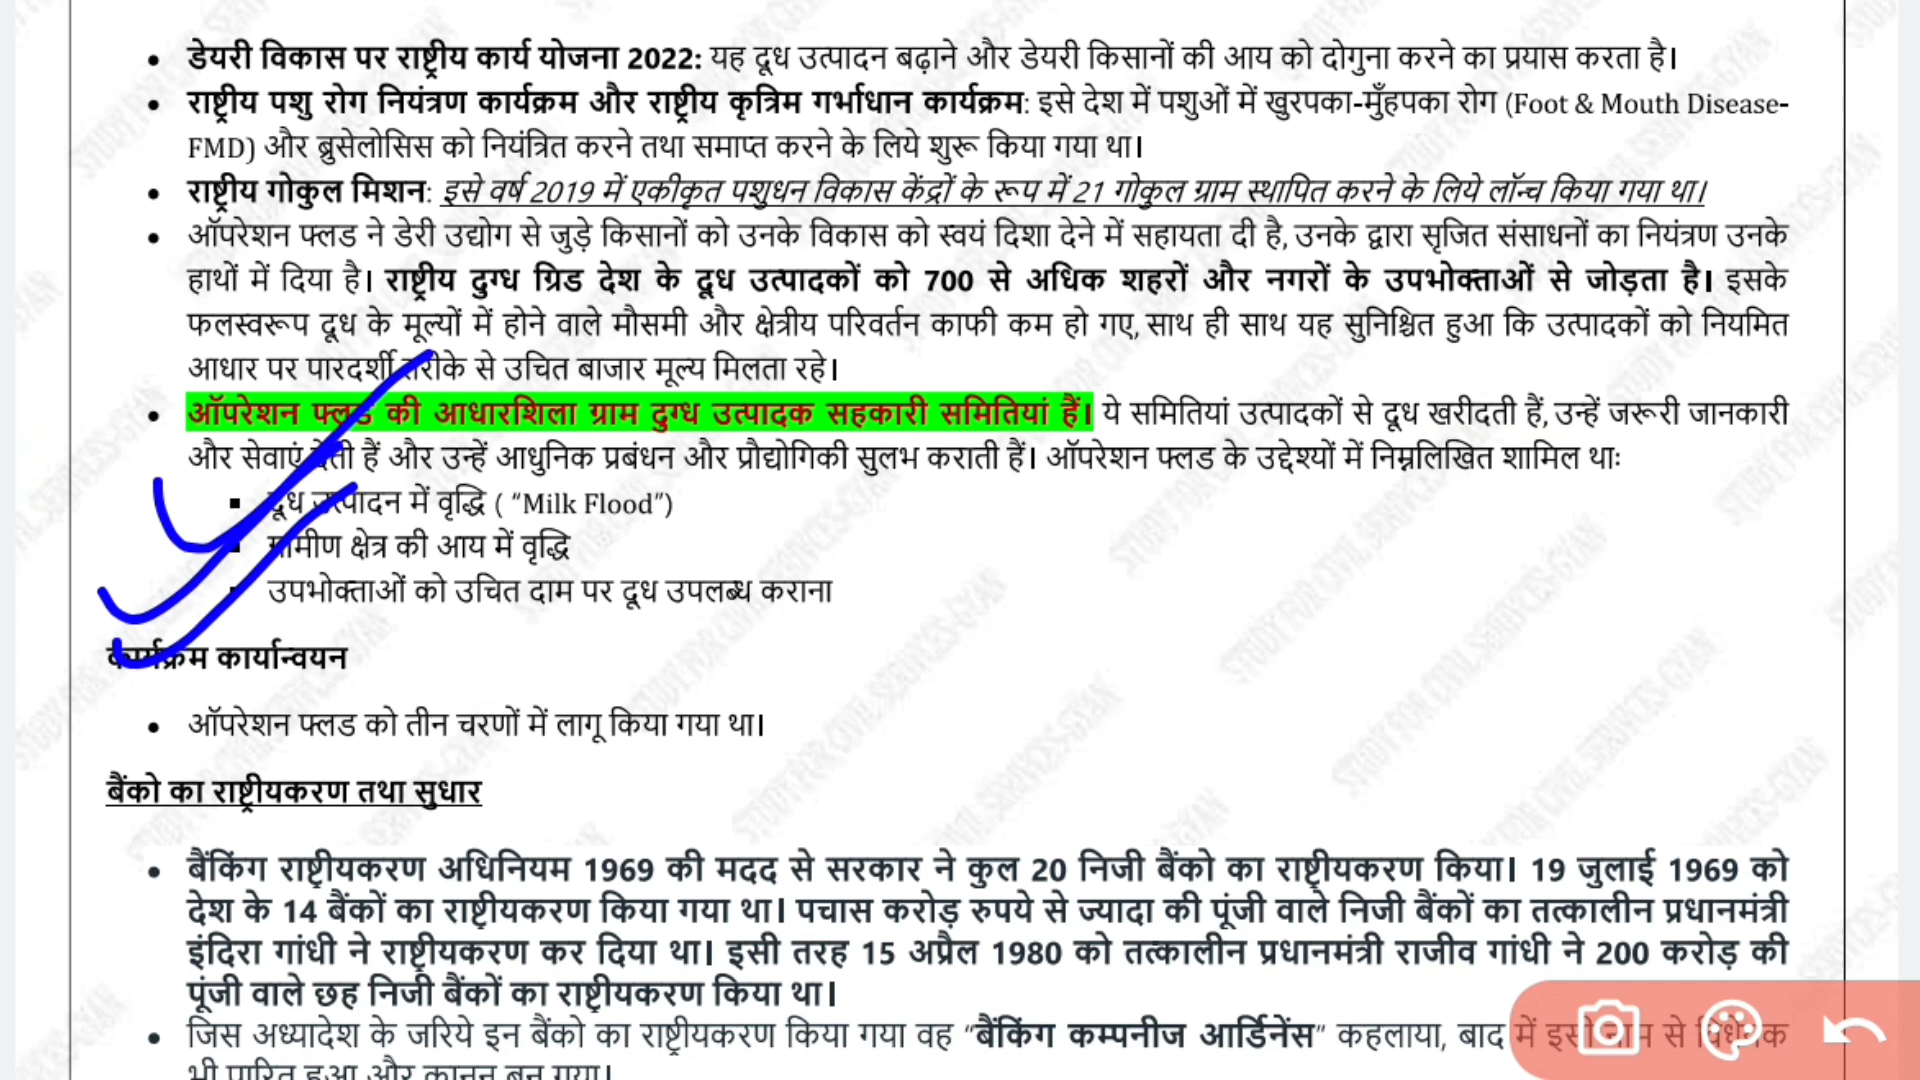 • डेयरी विकास पर राष्ट्रीय कार्य योजना 2022: यह दूध उत्पादन बढ़ाने और डेयरी किसानों की आय को दोगुना करने का प्रयास करता है।
• राष्ट्रीय पशु रोग नियंत्रण कार्यक्रम और राष्ट्रीय कृत्रिम गर्भाधान कार्यक्रम: इसे देश में पशुओं में खुरपका-मुँहपका रोग (Foot & Mouth Disease-
FMD) और ब्रुसेलोसिस को नियंत्रित करने तथा समाप्त करने के लिये शुरू किया गया था।
• राष्ट्रीय गोकुल मिशन: इसे वर्ष 2019 में एकीकृत पशुधन विकास केंद्रों के रूप में 21 गोकुल ग्राम स्थापित करने के लिये लॉन्च किया गया था।
• ऑपरेशन फ्लड ने डेरी उद्योग से जुड़े किसानों को उनके विकास को स्वयं दिशा देने में सहायता दी है, उनके द्वारा सृजित संसाधनों का नियंत्रण उनके
हाथों में दिया है। राष्ट्रीय दुग्ध ग्रिड देश के दूध उत्पादकों को 700 से अधिक शहरों और नगरों के उपभोक्ताओं से जोड़ता है। इसके
फलस्वरूप दूध के मूल्यों में होने वाले मौसमी और क्षेत्रीय परिवर्तन काफी कम हो गए, साथ ही साथ यह सुनिश्चित हुआ कि उत्पादकों को नियमित
आधार पर पारदर्शी तरीके से उचित बाजार मूल्य मिलता रहे।
• ऑपरेशन फ्लड की आधारशिला ग्राम दुग्ध उत्पादक सहकारी समितियां हैं। ये समितियां उत्पादकों से दूध खरीदती हैं, उन्हें जरूरी जानकारी
और सेवाएं देती हैं और उन्हें आधुनिक प्रबंधन और प्रौद्योगिकी सुलभ कराती हैं। ऑपरेशन फ्लड के उद्देश्यों में निम्नलिखित शामिल थाः
▪ दूध उत्पादन में वृद्धि ( “Milk Flood”)
▪ ग्रामीण क्षेत्र की आय में वृद्धि
▪ उपभोक्ताओं को उचित दाम पर दूध उपलब्ध कराना
कार्यक्रम कार्यान्वयन
• ऑपरेशन फ्लड को तीन चरणों में लागू किया गया था।
बैंको का राष्ट्रीयकरण तथा सुधार
• बैंकिंग राष्ट्रीयकरण अधिनियम 1969 की मदद से सरकार ने कुल 20 निजी बैंको का राष्ट्रीयकरण किया। 19 जुलाई 1969 को
देश के 14 बैंकों का राष्ट्रीयकरण किया गया था। पचास करोड़ रुपये से ज्यादा की पूंजी वाले निजी बैंकों का तत्कालीन प्रधानमंत्री
इंदिरा गांधी ने राष्ट्रीयकरण कर दिया था। इसी तरह 15 अप्रैल 1980 को तत्कालीन प्रधानमंत्री राजीव गांधी ने 200 करोड़ की
पूंजी वाले छह निजी बैंकों का राष्ट्रीयकरण किया था।
• जिस अध्यादेश के जरिये इन बैंको का राष्ट्रीयकरण किया गया वह “बैंकिंग कम्पनीज आर्डिनेंस” कहलाया, बाद में इसी नाम से विधेयक
भी पारित हुआ और कानून बन गया।